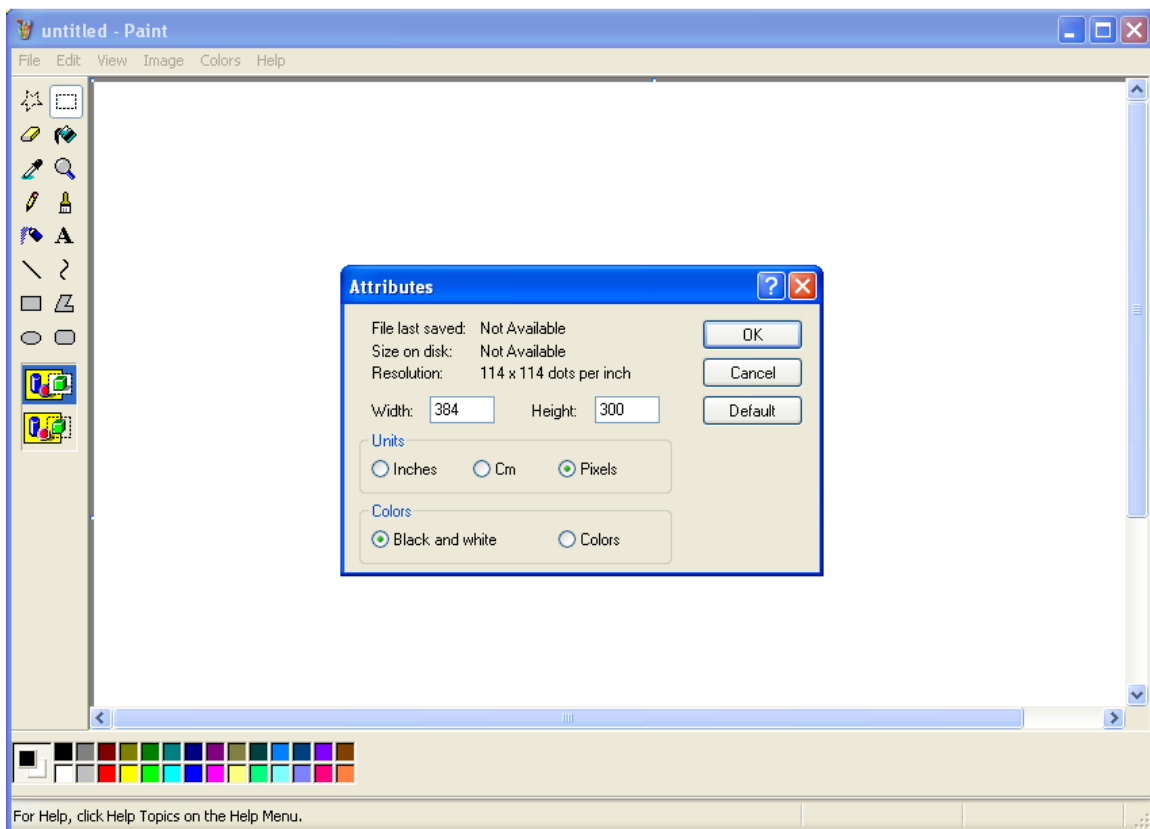 untitled - Paint
File Edit View Image Colors Help
A
Attributes
?
File last saved: Not Available
OK
Size on disk: Not Available
Resolution: 114 x 114 dots per inch
Cancel
Width: 384 Height: 300
Default
Units
Inches Cm Pixels
Colors
Black and white Colors
For Help, click Help Topics on the Help Menu.